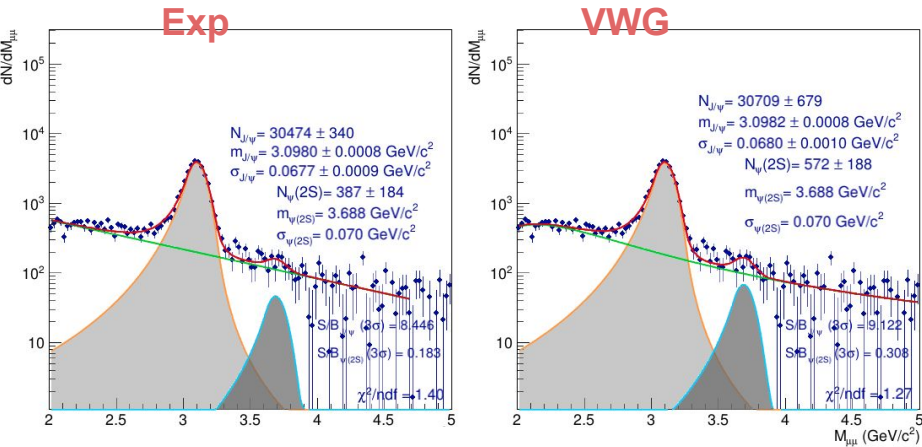 Exp
VWG
dN/dM_μμ
10⁵
10⁴
10³
10²
10
N_J/ψ= 30474 ± 340
m_J/ψ= 3.0980 ± 0.0008 GeV/c²
σ_J/ψ= 0.0677 ± 0.0009 GeV/c²
N_ψ(2S)= 387 ± 184
m_ψ(2S)= 3.688 GeV/c²
σ_ψ(2S)= 0.070 GeV/c²
S/B_J/ψ (3σ) = 8.446
S/B_ψ(2S) (3σ) = 0.183
χ²/ndf = 1.40
2 2.5 3 3.5 4 4.5 5
dN/dM_μμ
10⁵
10⁴
10³
10²
10
N_J/ψ= 30709 ± 679
m_J/ψ= 3.0982 ± 0.0008 GeV/c²
σ_J/ψ= 0.0680 ± 0.0010 GeV/c²
N_ψ(2S)= 572 ± 188
m_ψ(2S)= 3.688 GeV/c²
σ_ψ(2S)= 0.070 GeV/c²
S/B_J/ψ (3σ) = 9.122
S/B_ψ(2S) (3σ) = 0.308
χ²/ndf = 1.27
2 2.5 3 3.5 4 4.5 5
M_μμ (GeV/c²)